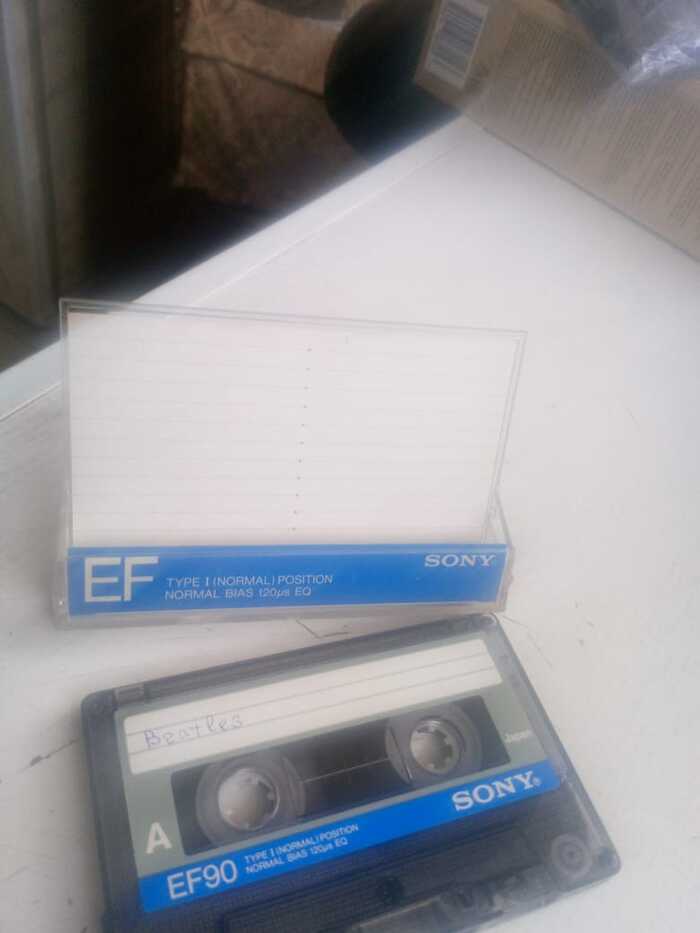 EF
TYPE I (NORMAL) POSITION
NORMAL BIAS 120µs EQ
SONY
Beatles
Japan
A
SONY®
EF90
TYPE I (NORMAL) POSITION
NORMAL BIAS 120µs EQ